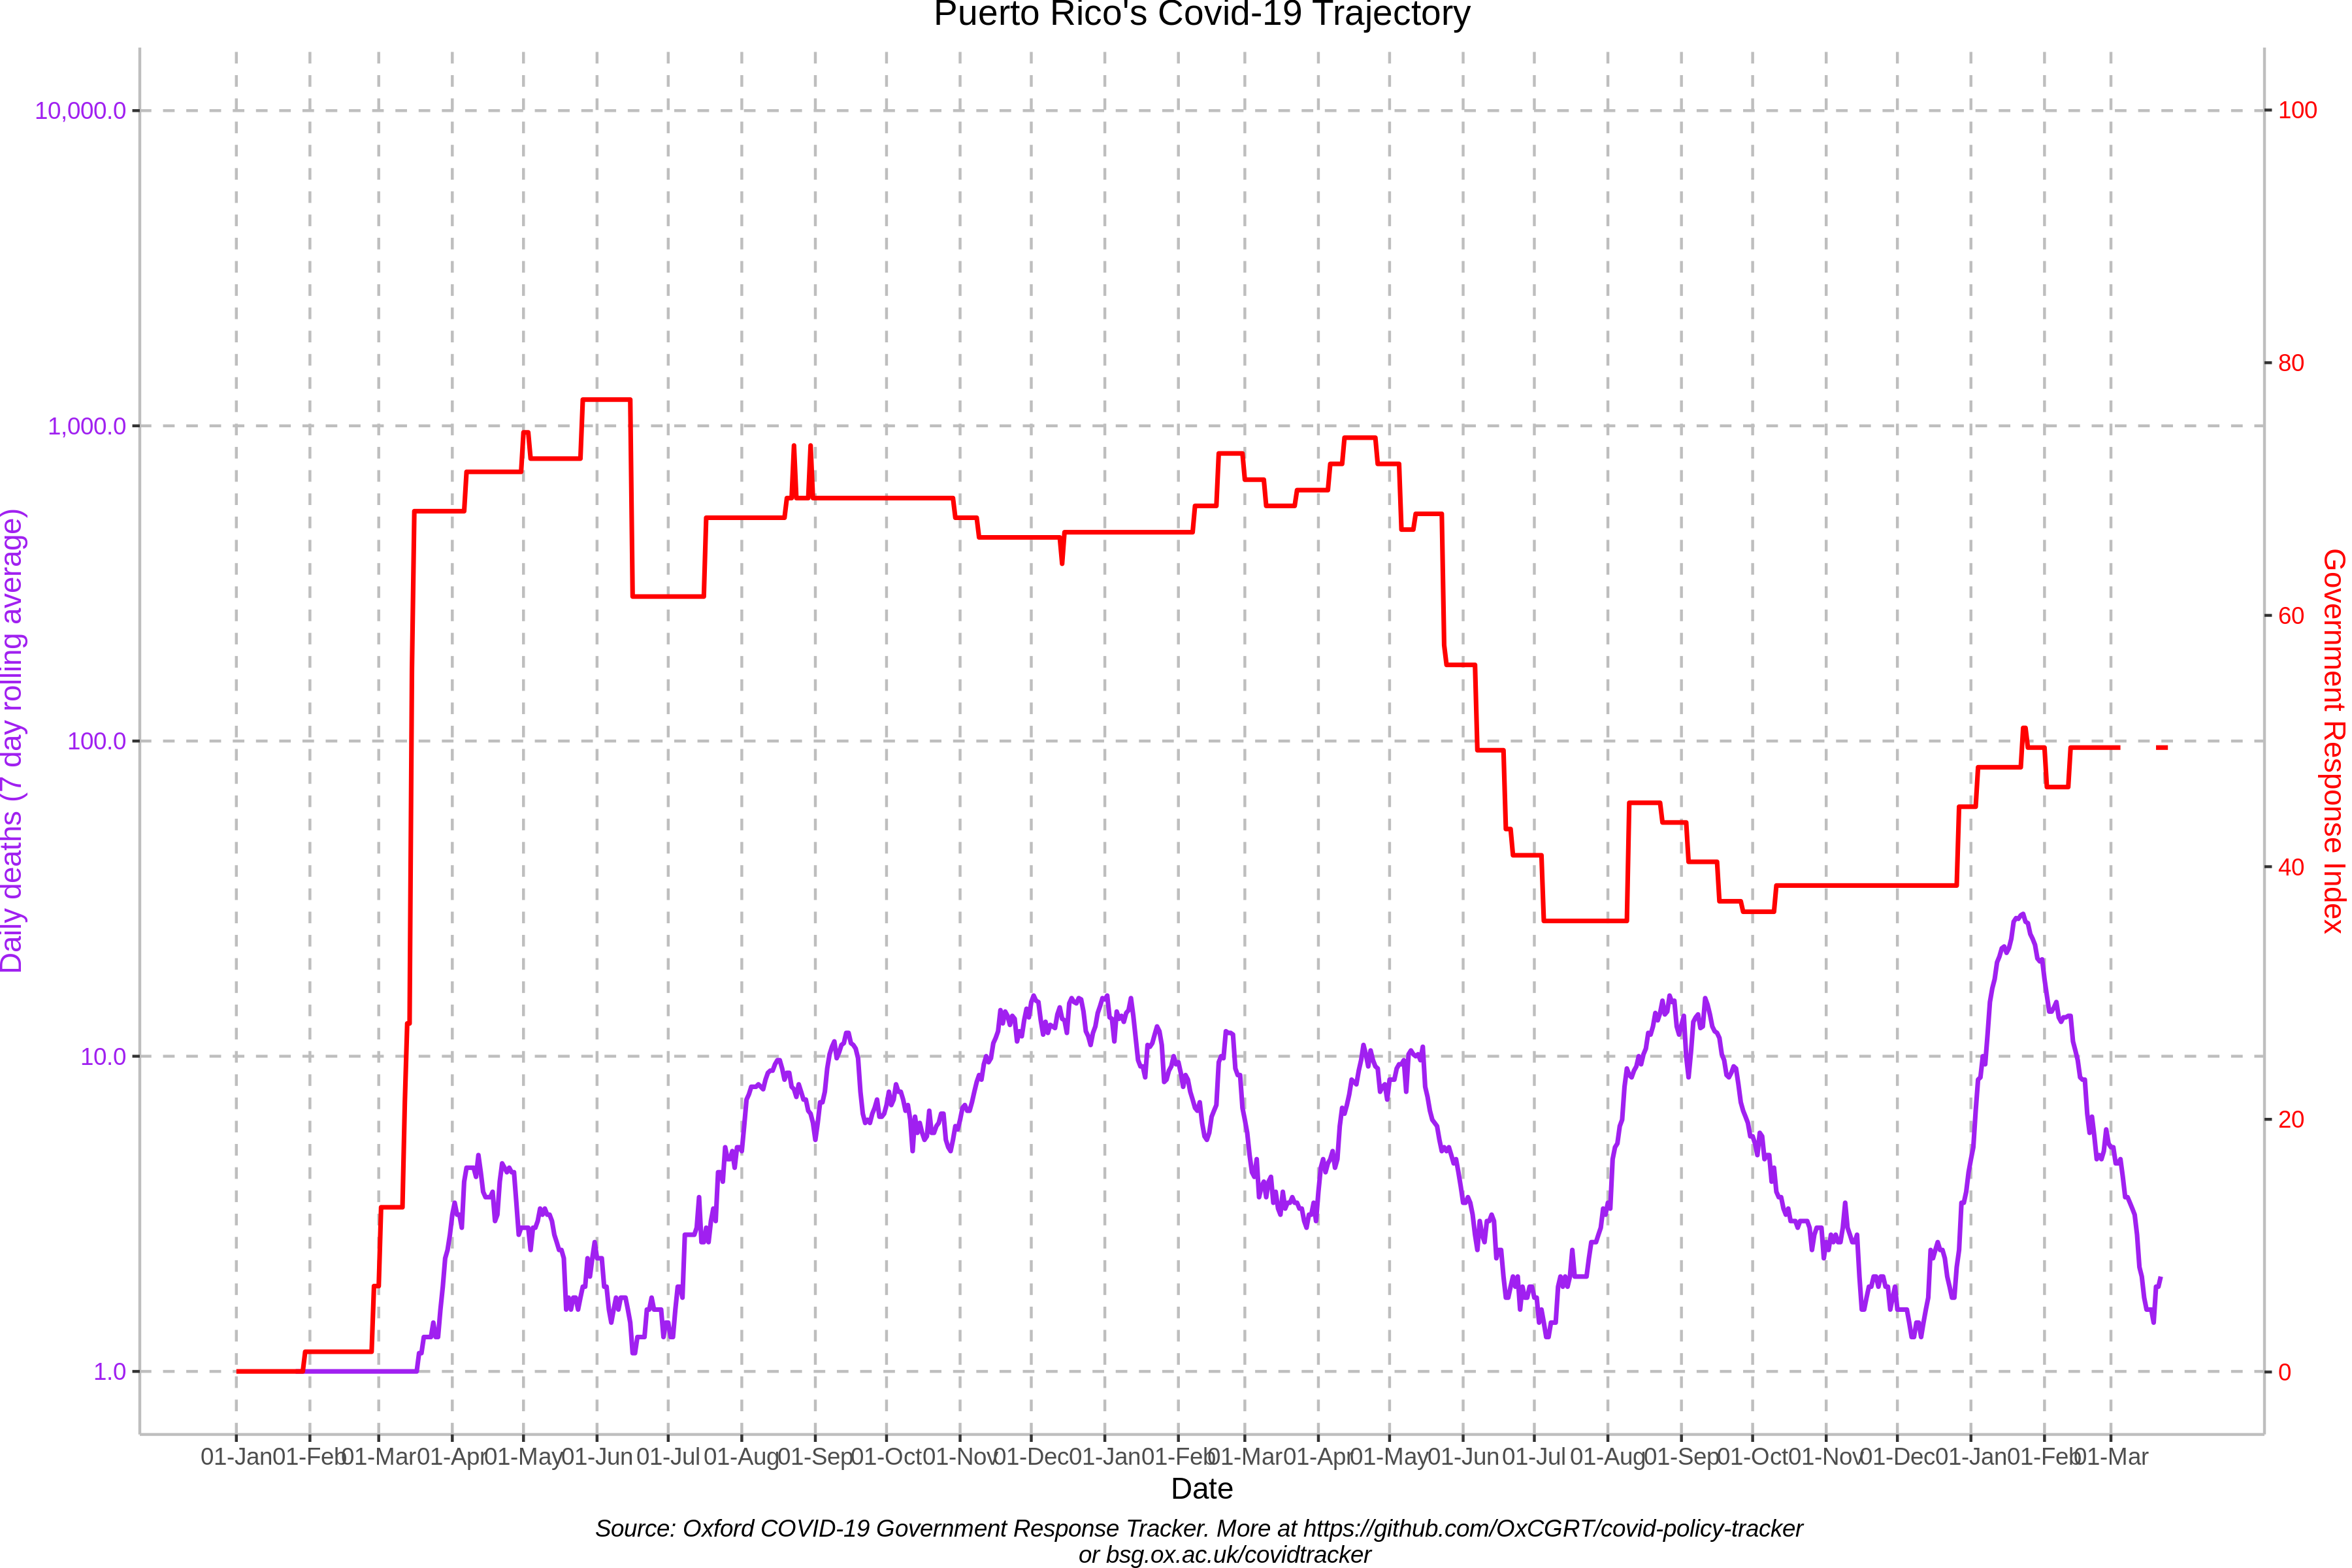 Puerto Rico's Covid-19 Trajectory
10,000.0
1,000.0
100.0
10.0
1.0
Daily deaths (7 day rolling average)
100
80
60
40
20
0
Government Response Index
01-Jan 01-Feb 01-Mar 01-Apr 01-May 01-Jun 01-Jul 01-Aug 01-Sep 01-Oct 01-Nov 01-Dec 01-Jan 01-Feb 01-Mar 01-Apr 01-May 01-Jun 01-Jul 01-Aug 01-Sep 01-Oct 01-Nov 01-Dec 01-Jan 01-Feb 01-Mar
Date
Source: Oxford COVID-19 Government Response Tracker. More at https://github.com/OxCGRT/covid-policy-tracker
or bsg.ox.ac.uk/covidtracker